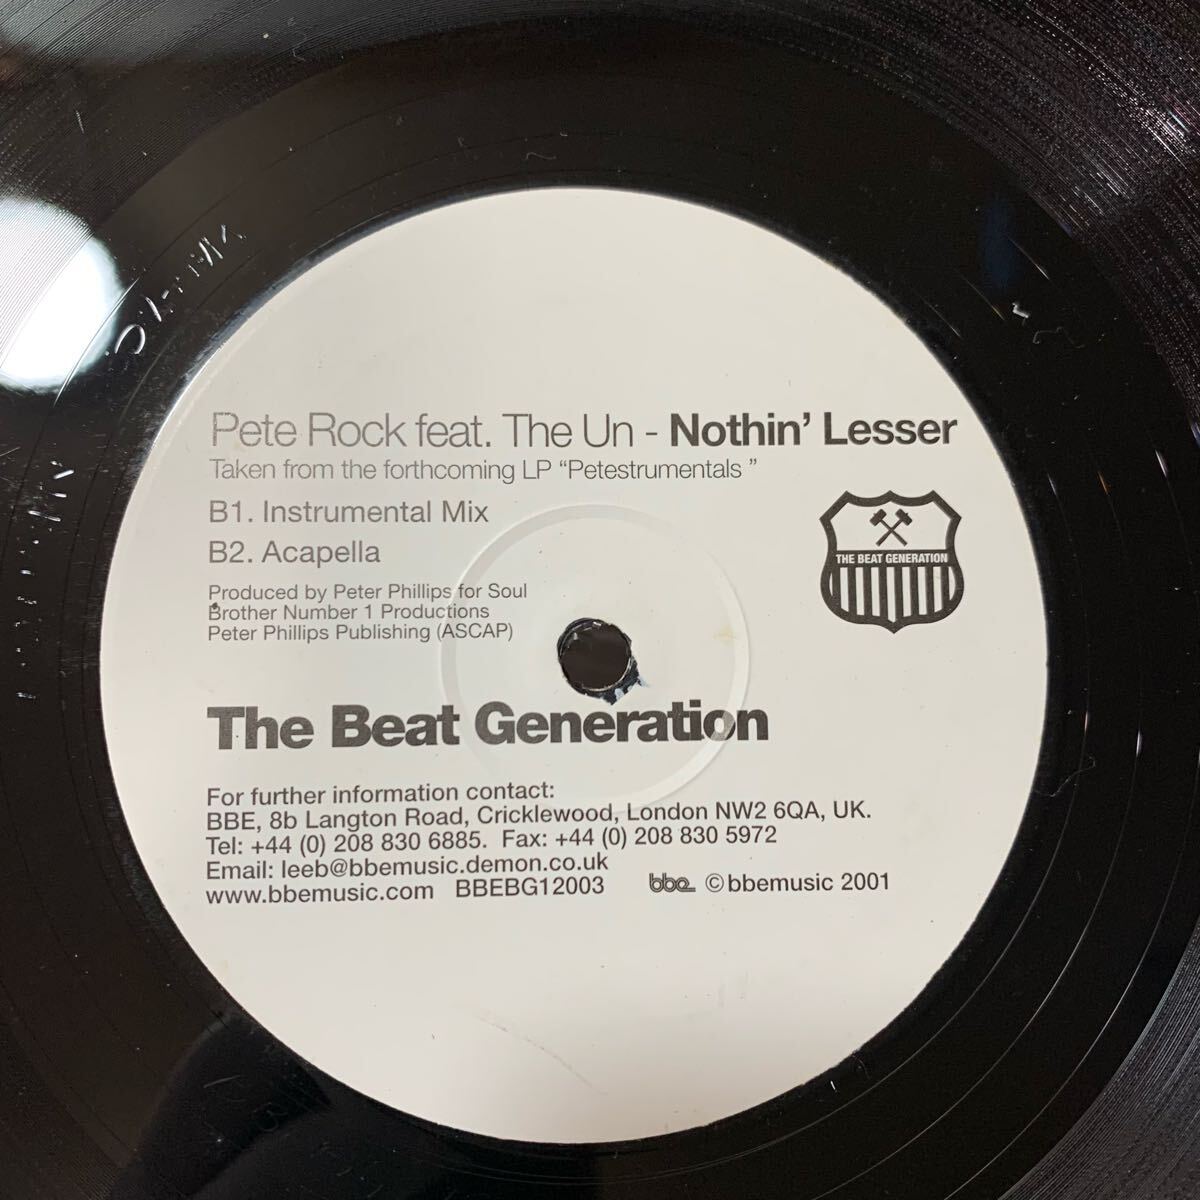 Pete Rock feat. The Un - Nothin' Lesser
Taken from the forthcoming LP “Petestrumentals ”
B1. Instrumental Mix
B2. Acapella
THE BEAT GENERATION
Produced by Peter Phillips for Soul
Brother Number 1 Productions
Peter Phillips Publishing (ASCAP)
The Beat Generation
For further information contact:
BBE, 8b Langton Road, Cricklewood, London NW2 6QA, UK.
Tel: +44 (0) 208 830 6885. Fax: +44 (0) 208 830 5972
Email: leeb@bbemusic.demon.co.uk
www.bbemusic.com BBEBG12003 bbe ©bbemusic 2001